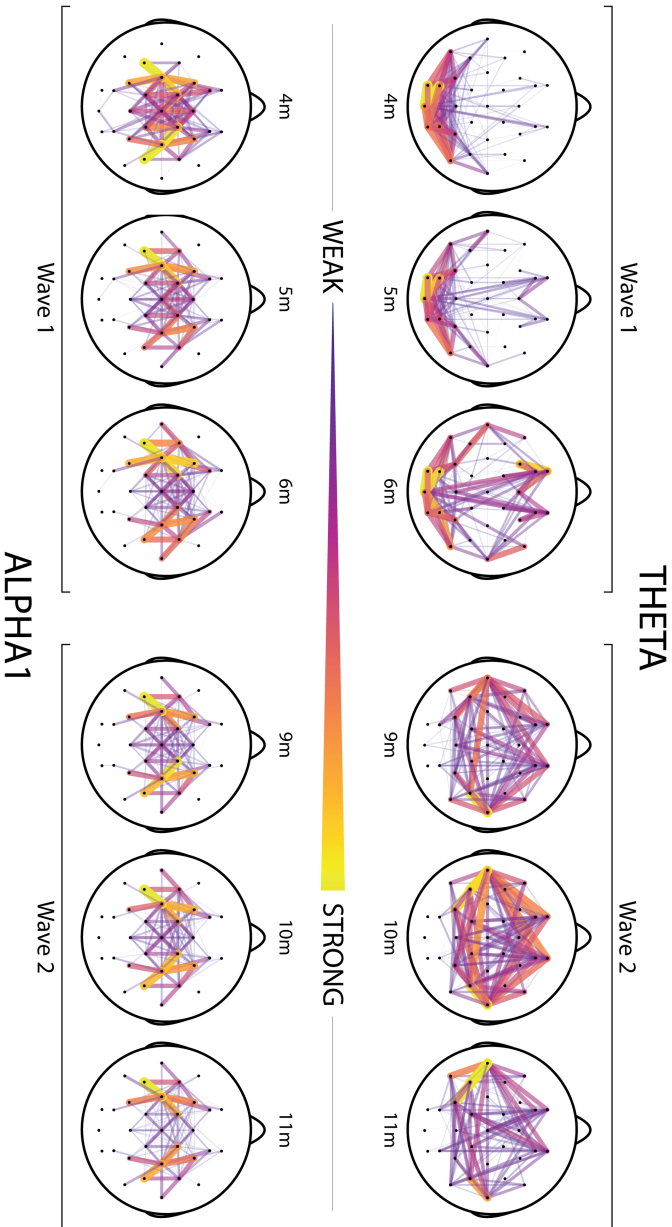 THETA
Wave 1
Wave 2
4m
5m
6m
9m
10m
11m
WEAK
STRONG
4m
5m
6m
9m
10m
11m
Wave 1
Wave 2
ALPHA1